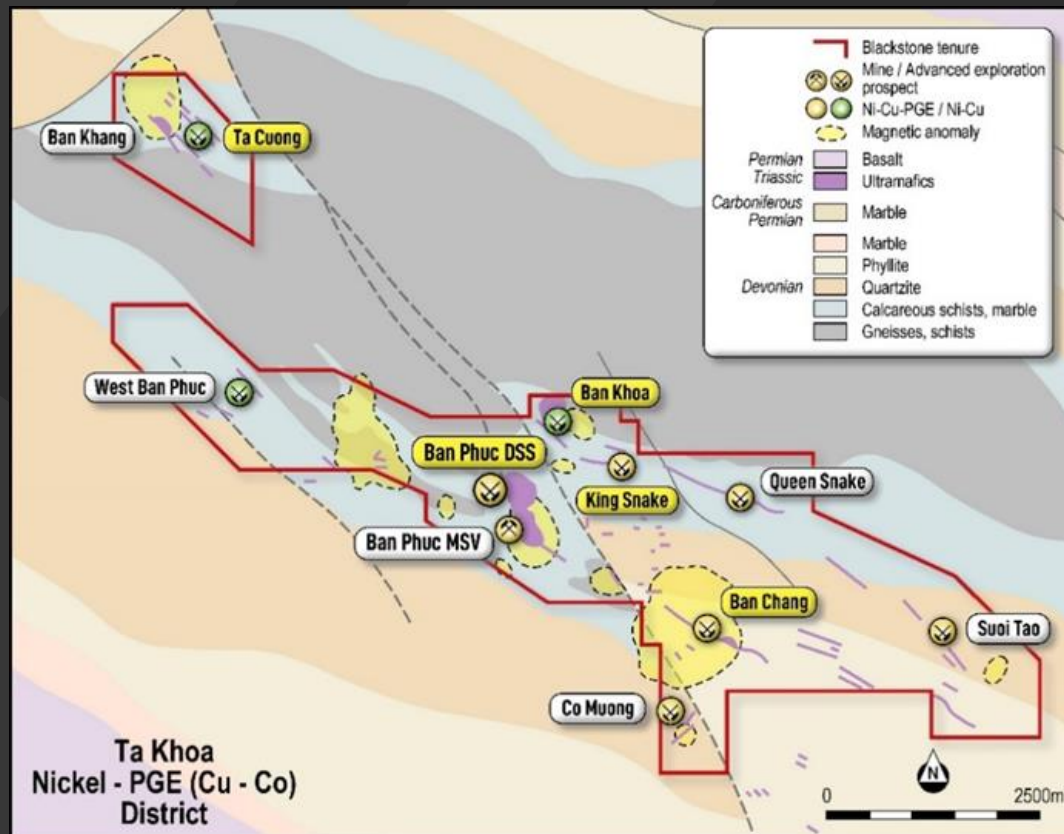 Blackstone tenure
Mine / Advanced exploration
prospect
Ni-Cu-PGE / Ni-Cu
Magnetic anomaly
Permian
Triassic
Basalt
Ultramafics
Carboniferous
Permian
Marble
Marble
Phyllite
Devonian
Quartzite
Calcareous schists, marble
Gneisses, schists
Ban Khang
Ta Cuong
West Ban Phuc
Ban Khoa
Ban Phuc DSS
King Snake
Queen Snake
Ban Phuc MSV
Ban Chang
Suoi Tao
Co Muong
Ta Khoa
Nickel - PGE (Cu - Co)
District
N
0 2500m